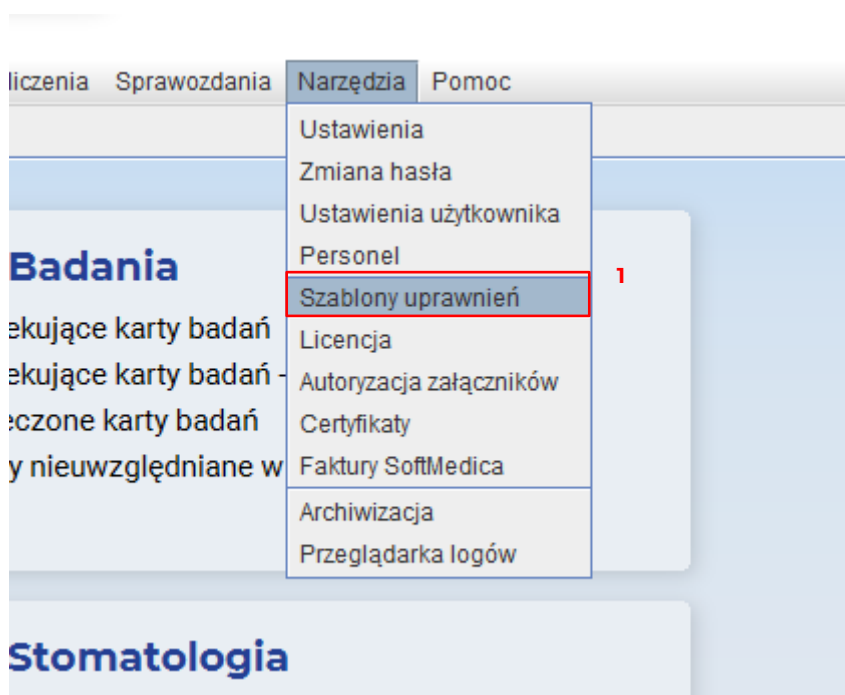 liczenia Sprawozdania Narzędzia Pomoc
Ustawienia
Zmiana hasła
Ustawienia użytkownika
Personel
Szablony uprawnień
1
Licencja
Autoryzacja załączników
Certyfikaty
Faktury SoftMedica
Archiwizacja
Przeglądarka logów
Badania
ekujące karty badań
ekujące karty badań -
eczone karty badań
y nieuwzględniane w
Stomatologia